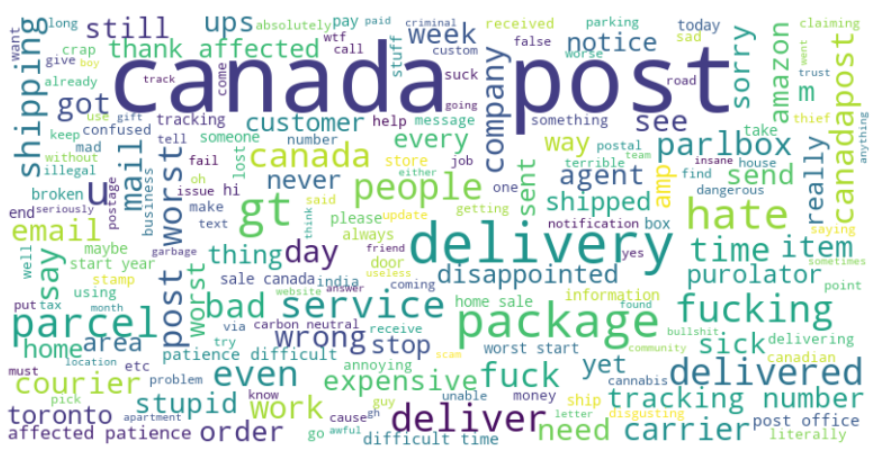 long
criminal
parking
shipping
want
crap
still
ups
absolutely
pay
paid
received
today
claiming
give
thank affected
wtf
call
week
custom
false
notice
sad
worse
sorry
amazon
went
boy
stuff
canada post
already
got
come
track
suck
going
something
see
road
m
trust
canadapost
use
gift
tracking
customer
help
message
company
take
thief
keep
confused
someone
number
every
way
postal
parlbox
anything
mad
tell
mail
without
illegal
u
fail
lost
canada
store
job
terrible
team
insane
house
agent
amp
find
send
really
broken
postage
business
oh
never
people
either
one
sent
shipped
dangerous
end
seriously
issue hi
said
gt
make
text
please
update
getting
notification
box
hate
saying
email
think
always
delivery
yes
maybe
garbage
thing
day
friend
door
time
item
well
say
start year
post worst
useless
disappointed
sometimes
stamp
worst
sale canada
india
coming
purolator
point
put
tax
using
month
bad service
website
answer
home sale
information
found
fucking
parcel
via
carbon neutral
receive
package
bullshit
home
area
try
wrong
stop
worst start
sick
delivering
location
patience difficult
must
etc
annoying
scam
community
yet
canadian
courier
problem
even
expensive
fuck
delivered
pick
know
guy
unable
money
ship
cannabis
tracking number
toronto
apartment
stupid
work
cause
gh
deliver
letter
disgusting
need
carrier
post office
affected patience
order
go
awful
difficult time
literally